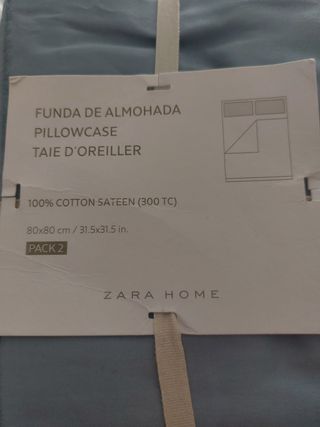 FUNDA DE ALMOHADA
PILLOWCASE
TAIE D'OREILLER
100% COTTON SATEEN (300 TC)
80x80 cm / 31.5x31.5 in.
PACK 2
ZARA HOME